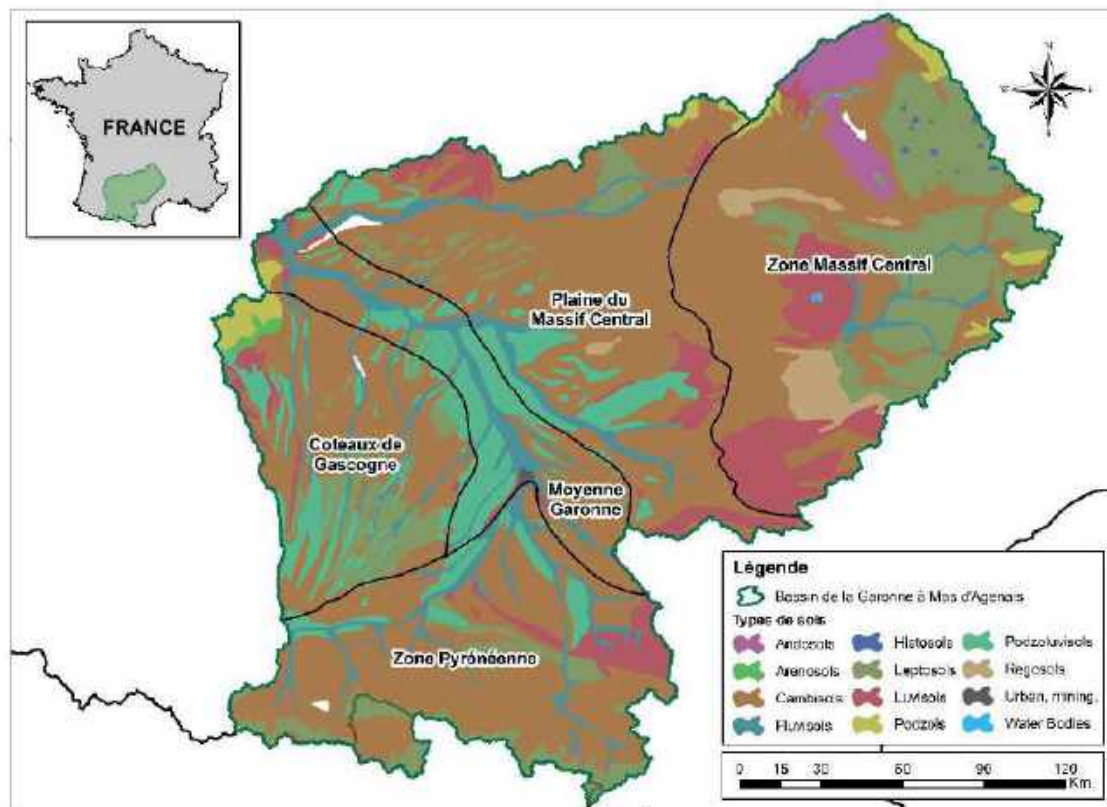 FRANCE
N
Zone Massif Central
Plaine du
Massif Central
Coteaux de
Gascogne
Moyenne
Garonne
Zone Pyrénéenne
Légende
Bassin de la Garonne à Mas d'Agenais
Types de sols
Andosols
Histosols
Podzoluvisols
Arenosols
Leptosols
Regosols
Cambisols
Luvisols
Urban, mining.
Fluvisols
Podzols
Water Bodies
0 15 30 60 90 120
Km